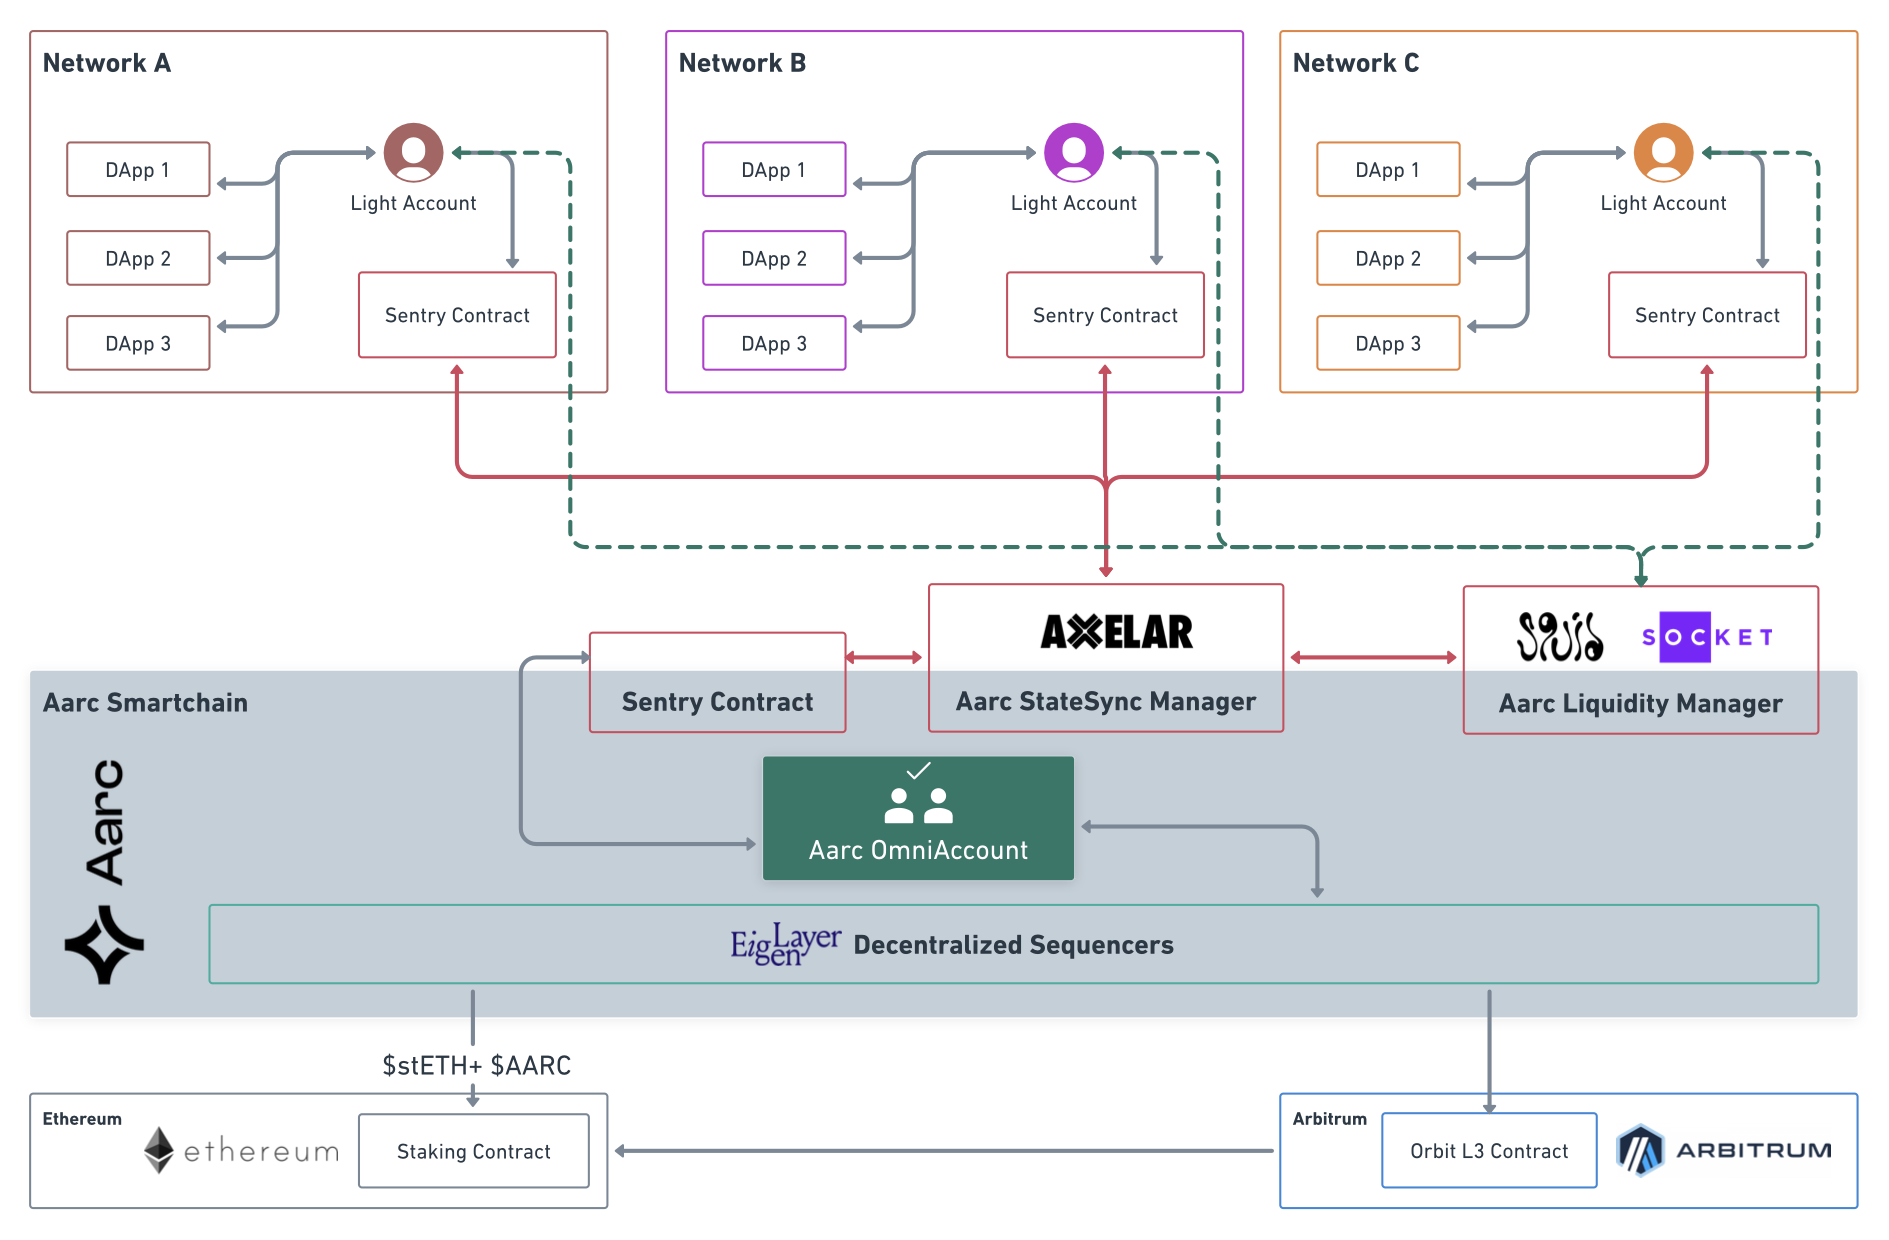 Network A
DApp 1
DApp 2
DApp 3
Light Account
Sentry Contract
Network B
DApp 1
DApp 2
DApp 3
Light Account
Sentry Contract
Network C
DApp 1
DApp 2
DApp 3
Light Account
Sentry Contract
AXELAR
Squid
SOCKET
Aarc Smartchain
Sentry Contract
Aarc StateSync Manager
Aarc Liquidity Manager
Aarc
Aarc OmniAccount
EigenLayer Decentralized Sequencers
$stETH+ $AARC
Ethereum
ethereum
Staking Contract
Arbitrum
Orbit L3 Contract
ARBITRUM